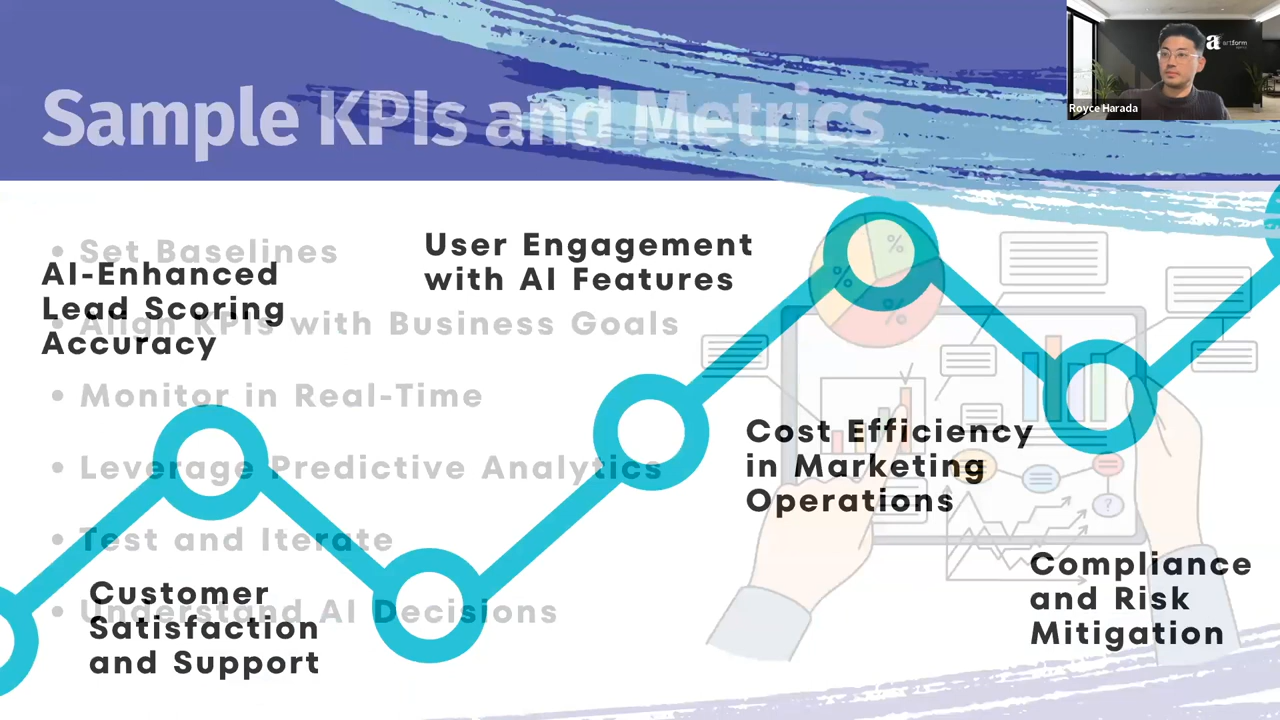 Sample KPIs and Metrics
a artform
Royce Harada
• Set Baselines
• Align KPIs with Business Goals
• Monitor in Real-Time
• Leverage Predictive Analytics
• Test and Iterate
• Understand AI Decisions
AI-Enhanced
Lead Scoring
Accuracy
User Engagement
with AI Features
Cost Efficiency
in Marketing
Operations
Customer
Satisfaction
and Support
Compliance
and Risk
Mitigation
%
%
%
?